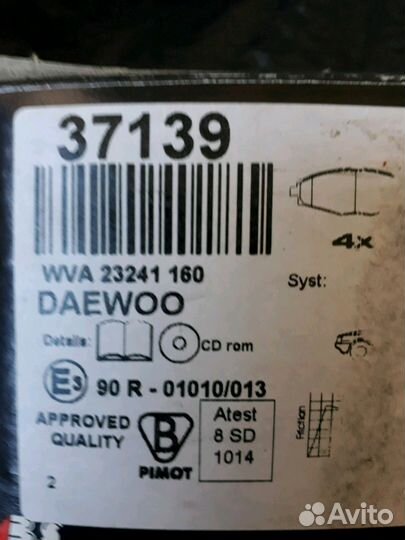 37139
WVA 23241 160
DAEWOO
4x
Syst:
Details:
CD rom
E3 90 R - 01010/013
APPROVED
QUALITY
B
PIMOT
Atest
8 SD
1014
Friction
2
Avito